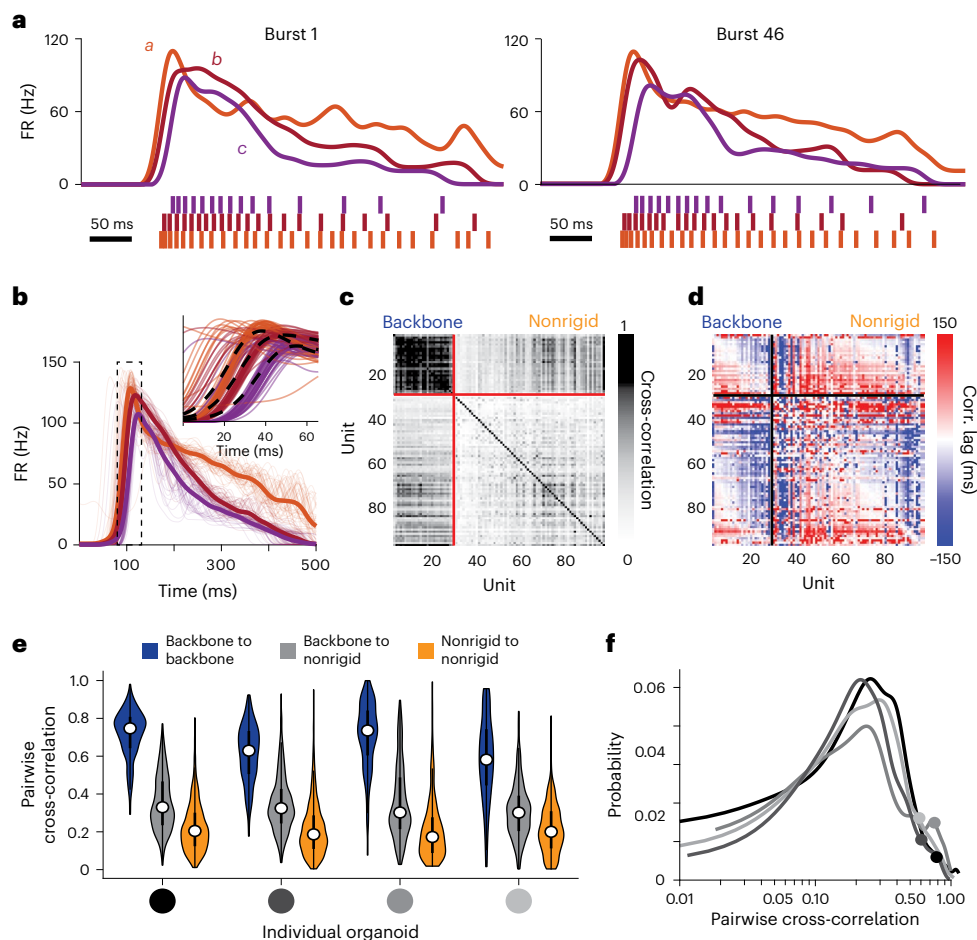 a
Burst 1
Burst 46
120
60
0
FR (Hz)
a
b
c
120
60
0
50 ms
50 ms
b
150
100
50
0
FR (Hz)
100
300
500
Time (ms)
20
40
60
Time (ms)
c
Backbone
Nonrigid
20
40
60
80
Unit
20
40
60
80
Unit
1
0
Cross-correlation
d
Backbone
Nonrigid
20
40
60
80
20
40
60
80
Unit
150
–150
Corr. lag (ms)
e
Backbone to
backbone
Backbone to
nonrigid
Nonrigid to
nonrigid
1.0
0.8
0.6
0.4
0.2
0
Pairwise
cross-correlation
Individual organoid
f
0.06
0.04
0.02
0
Probability
0.01
0.05
0.10
0.50
1.00
Pairwise cross-correlation